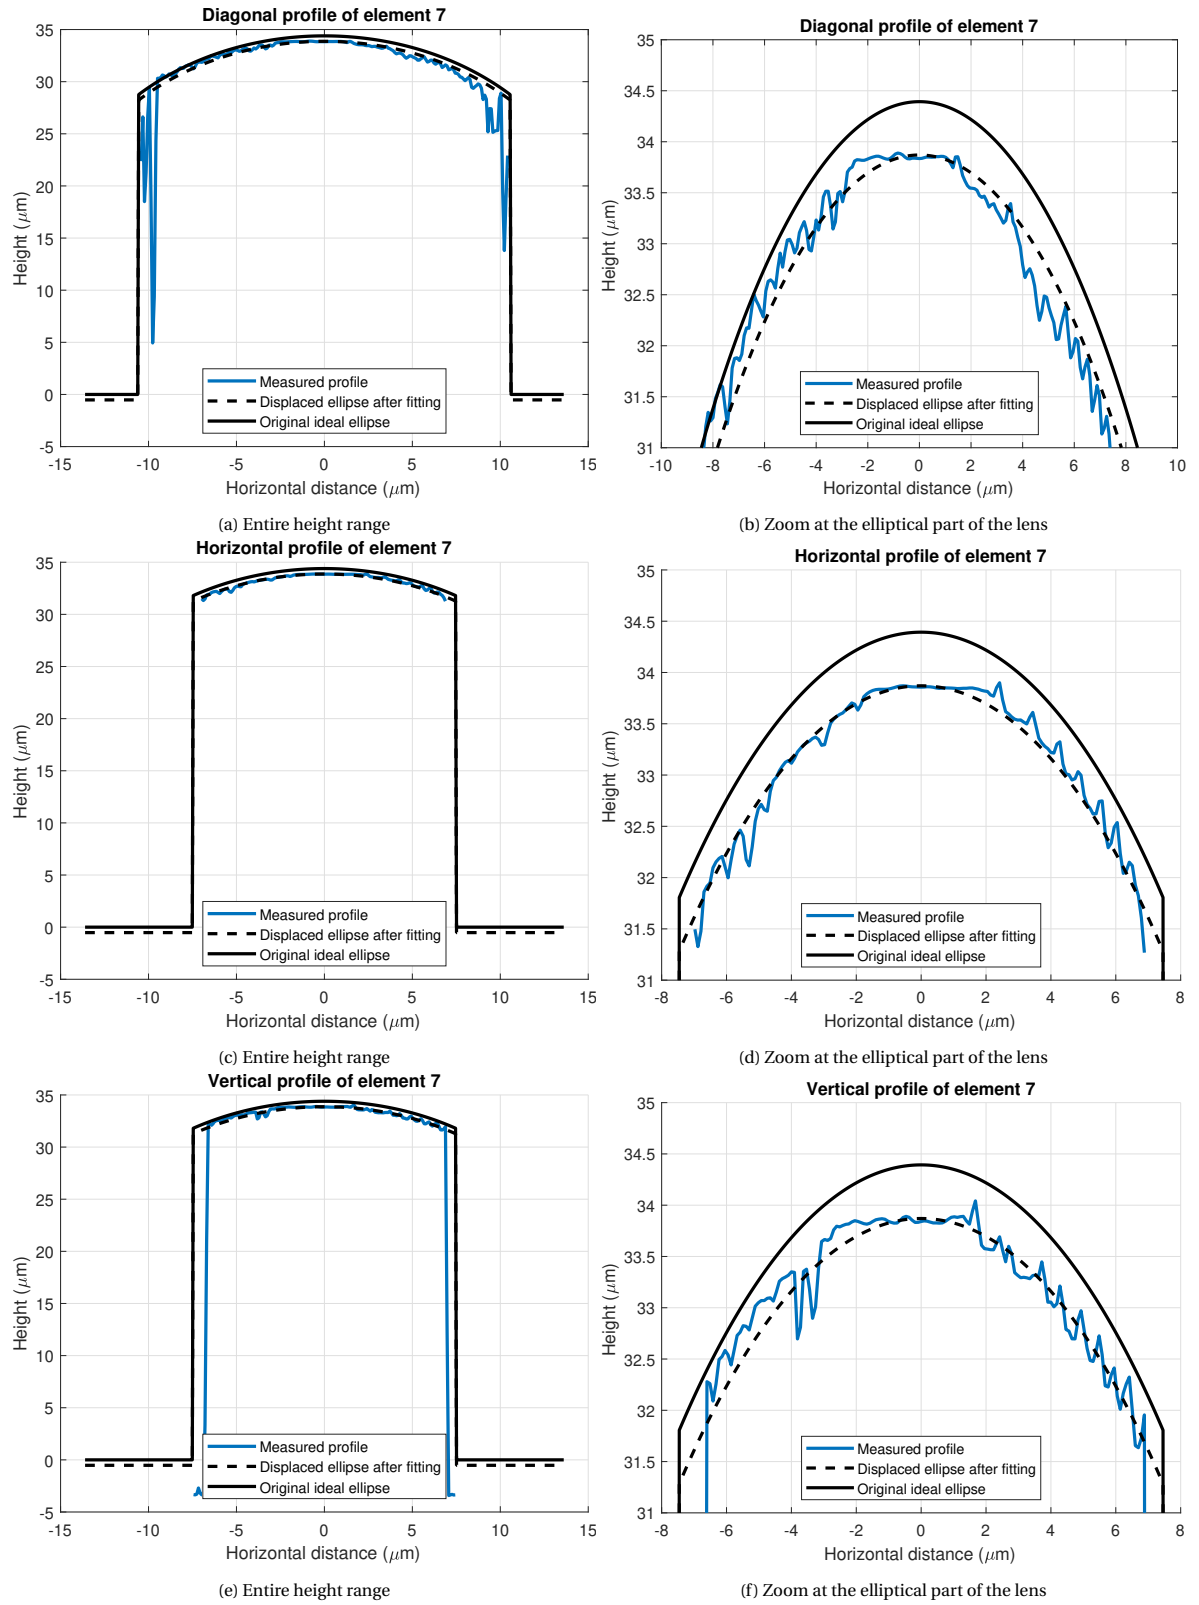 Diagonal profile of element 7
35
30
25
20
15
10
5
0
-5
-15
-10
-5
0
5
10
15
Height (μm)
Horizontal distance (μm)
Measured profile
Displaced ellipse after fitting
Original ideal ellipse
(a) Entire height range
Diagonal profile of element 7
35
34.5
34
33.5
33
32.5
32
31.5
31
-10
-8
-6
-4
-2
0
2
4
6
8
10
Height (μm)
Horizontal distance (μm)
Measured profile
Displaced ellipse after fitting
Original ideal ellipse
(b) Zoom at the elliptical part of the lens
Horizontal profile of element 7
35
30
25
20
15
10
5
0
-5
-15
-10
-5
0
5
10
15
Height (μm)
Horizontal distance (μm)
Measured profile
Displaced ellipse after fitting
Original ideal ellipse
(c) Entire height range
Horizontal profile of element 7
35
34.5
34
33.5
33
32.5
32
31.5
31
-8
-6
-4
-2
0
2
4
6
8
Height (μm)
Horizontal distance (μm)
Measured profile
Displaced ellipse after fitting
Original ideal ellipse
(d) Zoom at the elliptical part of the lens
Vertical profile of element 7
35
30
25
20
15
10
5
0
-5
-15
-10
-5
0
5
10
15
Height (μm)
Horizontal distance (μm)
Measured profile
Displaced ellipse after fitting
Original ideal ellipse
(e) Entire height range
Vertical profile of element 7
35
34.5
34
33.5
33
32.5
32
31.5
31
-8
-6
-4
-2
0
2
4
6
8
Height (μm)
Horizontal distance (μm)
Measured profile
Displaced ellipse after fitting
Original ideal ellipse
(f) Zoom at the elliptical part of the lens